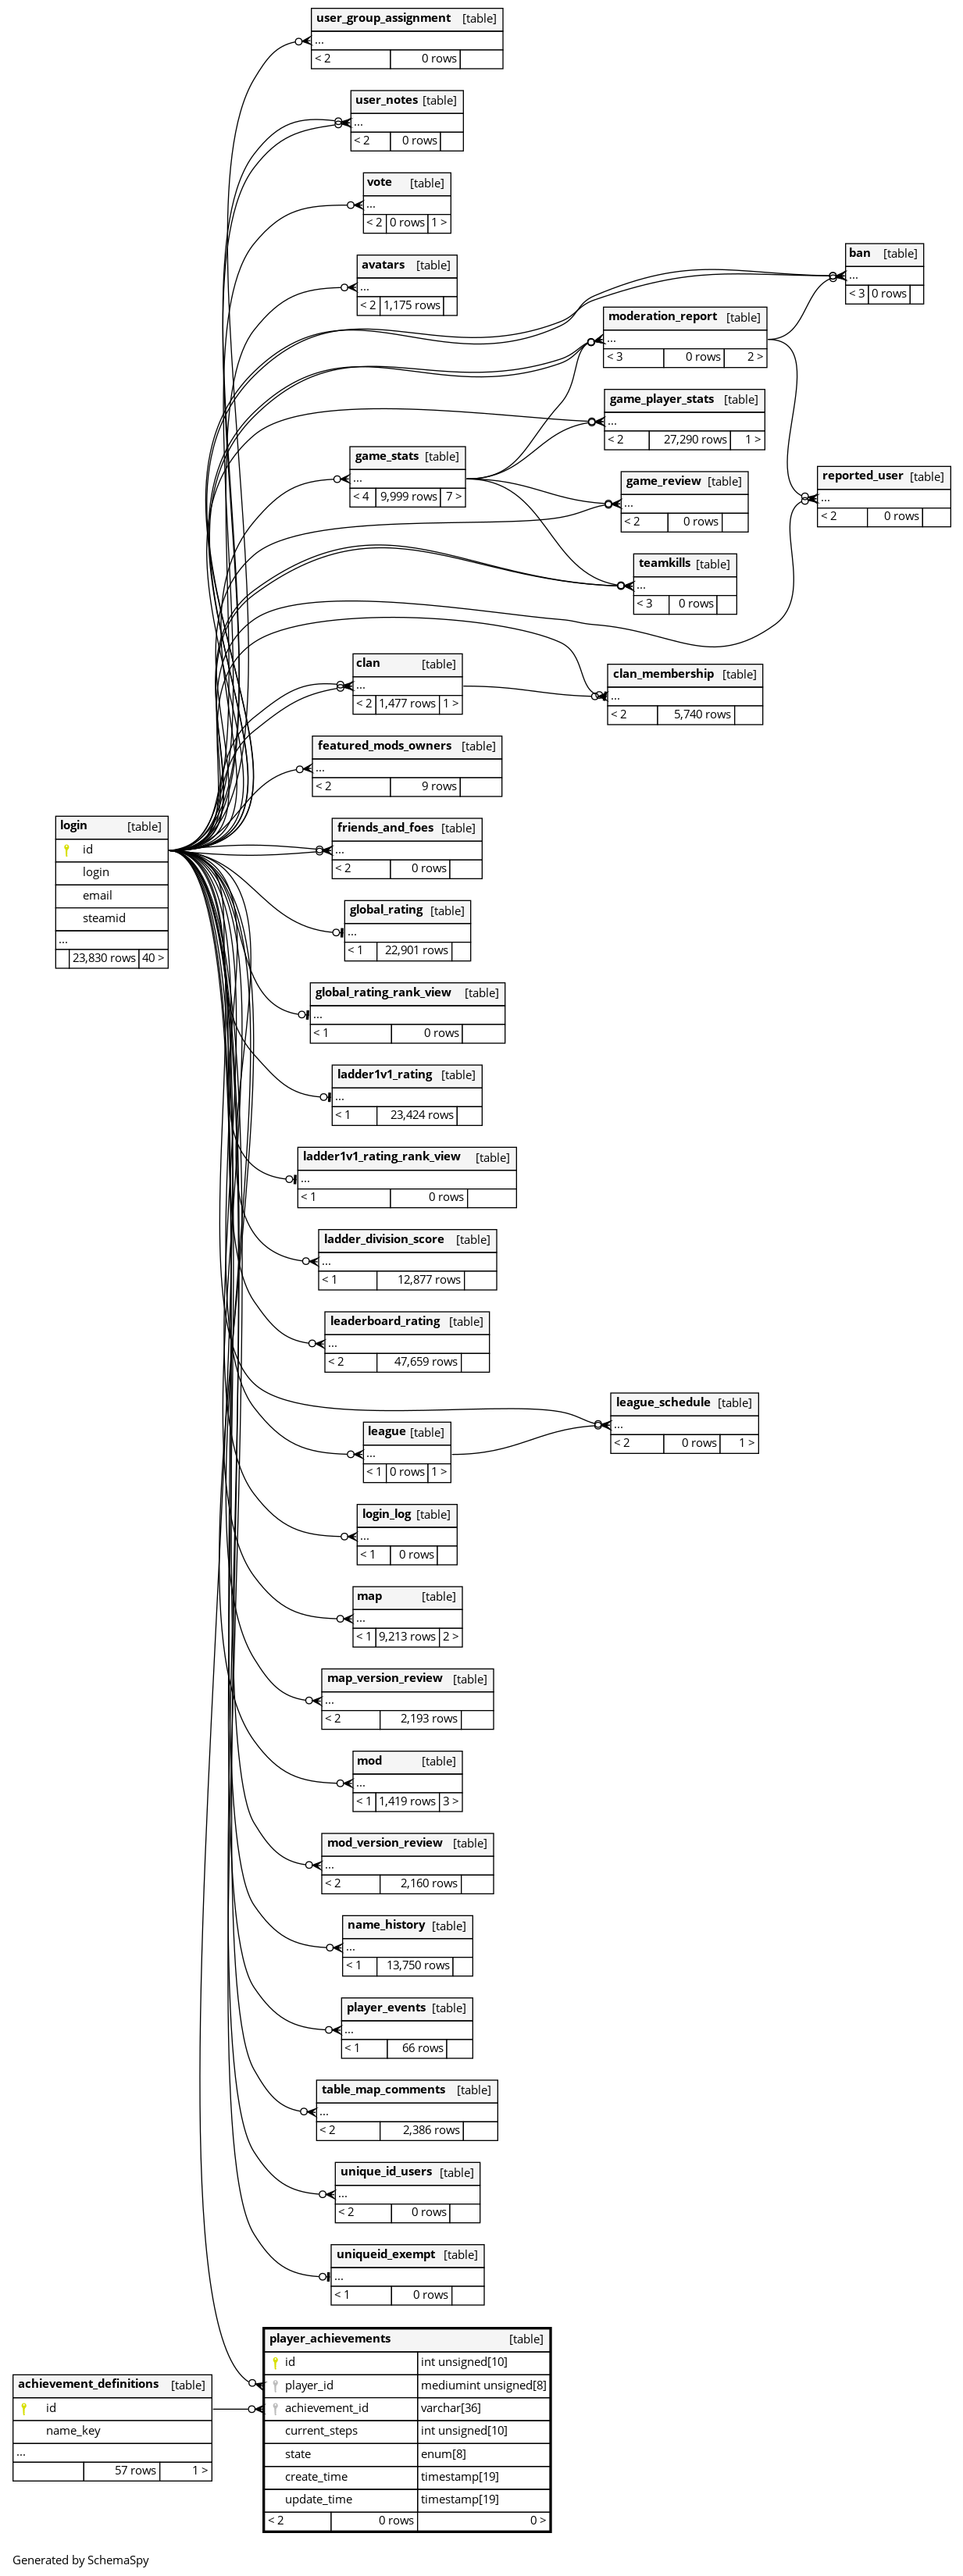 user_group_assignment [table]
...
< 2 0 rows
user_notes [table]
...
< 2 0 rows
vote [table]
...
< 2 0 rows 1 >
avatars [table]
...
< 2 1,175 rows
ban [table]
...
< 3 0 rows
moderation_report [table]
...
< 3 0 rows 2 >
game_player_stats [table]
...
< 2 27,290 rows 1 >
game_stats [table]
...
< 4 9,999 rows 7 >
game_review [table]
...
< 2 0 rows
reported_user [table]
...
< 2 0 rows
teamkills [table]
...
< 3 0 rows
clan [table]
...
< 2 1,477 rows 1 >
clan_membership [table]
...
< 2 5,740 rows
featured_mods_owners [table]
...
< 2 9 rows
login [table]
id
login
email
steamid
...
23,830 rows 40 >
friends_and_foes [table]
...
< 2 0 rows
global_rating [table]
...
< 1 22,901 rows
global_rating_rank_view [table]
...
< 1 0 rows
ladder1v1_rating [table]
...
< 1 23,424 rows
ladder1v1_rating_rank_view [table]
...
< 1 0 rows
ladder_division_score [table]
...
< 1 12,877 rows
leaderboard_rating [table]
...
< 2 47,659 rows
league_schedule [table]
...
< 2 0 rows 1 >
league [table]
...
< 1 0 rows 1 >
login_log [table]
...
< 1 0 rows
map [table]
...
< 1 9,213 rows 2 >
map_version_review [table]
...
< 2 2,193 rows
mod [table]
...
< 1 1,419 rows 3 >
mod_version_review [table]
...
< 2 2,160 rows
name_history [table]
...
< 1 13,750 rows
player_events [table]
...
< 1 66 rows
table_map_comments [table]
...
< 2 2,386 rows
unique_id_users [table]
...
< 2 0 rows
uniqueid_exempt [table]
...
< 1 0 rows
player_achievements [table]
id int unsigned[10]
player_id mediumint unsigned[8]
achievement_id varchar[36]
current_steps int unsigned[10]
state enum[8]
create_time timestamp[19]
update_time timestamp[19]
< 2 0 rows 0 >
achievement_definitions [table]
id
name_key
...
57 rows 1 >
Generated by SchemaSpy